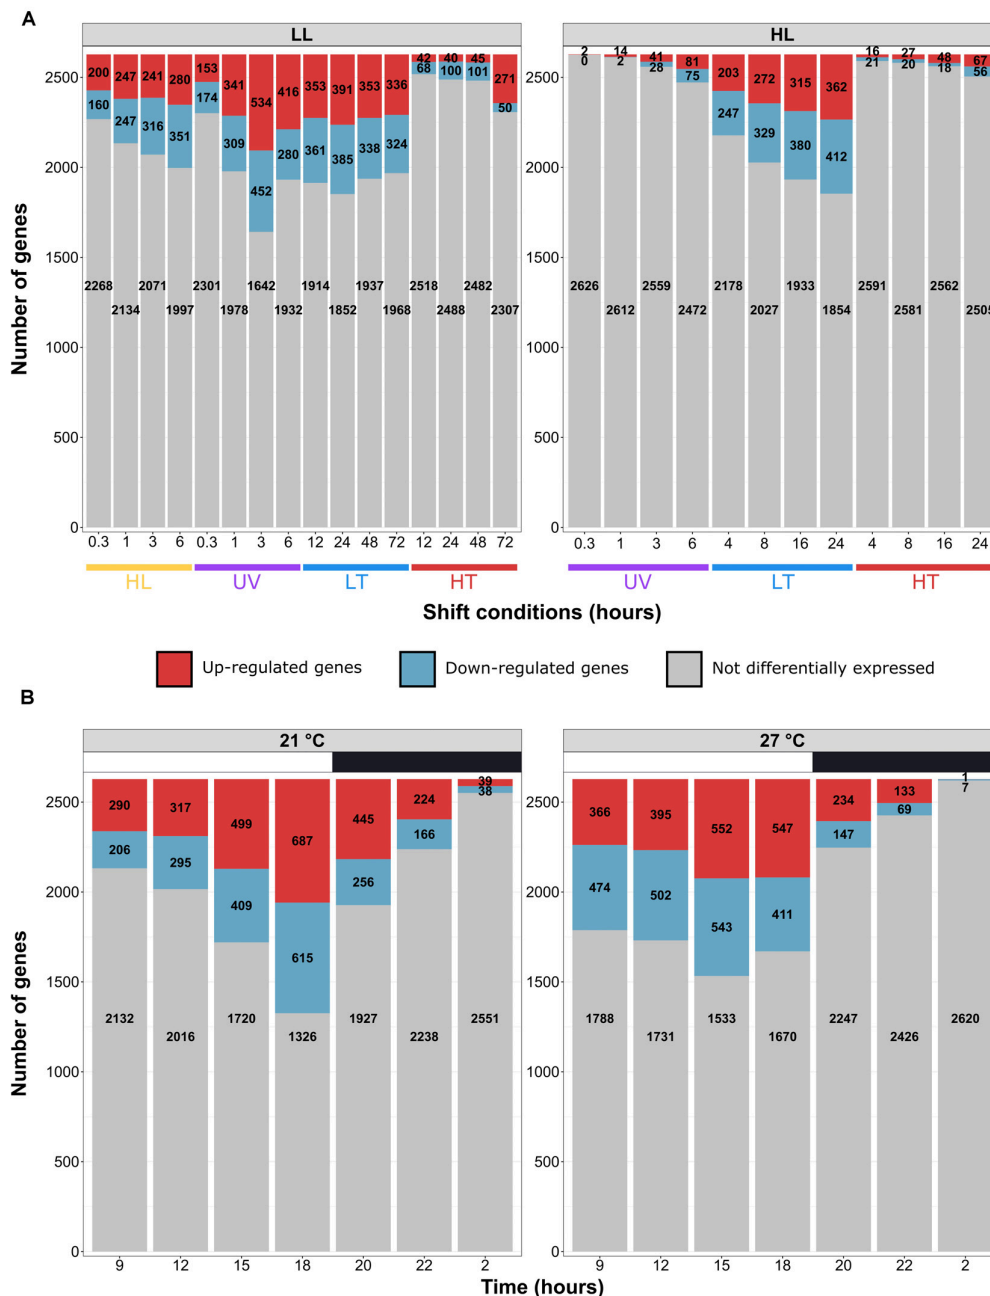 A
LL
HL
Number of genes
2500
2000
1500
1000
500
0
200 247 241 280 153 341 534 416 353 391 353 336 42 40 45 271
160 247 316 351 174 309 452 280 361 385 338 324 68 100 101 50
2268 2134 2071 1997 2301 1978 1642 1932 1914 1852 1937 1968 2518 2488 2482 2307
0.3 1 3 6 0.3 1 3 6 12 24 48 72 12 24 48 72
HL UV LT HT
2 14 41 81 203 272 315 362 16 27 48 67
0 2 28 75 247 329 380 412 21 20 18 56
2626 2612 2559 2472 2178 2027 1933 1854 2591 2581 2562 2505
0.3 1 3 6 4 8 16 24 4 8 16 24
UV LT HT
Shift conditions (hours)
Up-regulated genes Down-regulated genes Not differentially expressed
B
21 °C
27 °C
Number of genes
2500
2000
1500
1000
500
0
290 317 499 687 445 224 39
206 295 409 615 256 166 38
2132 2016 1720 1326 1927 2238 2551
9 12 15 18 20 22 2
366 395 552 547 234 133 1
474 502 543 411 147 69 7
1788 1731 1533 1670 2247 2426 2620
9 12 15 18 20 22 2
Time (hours)